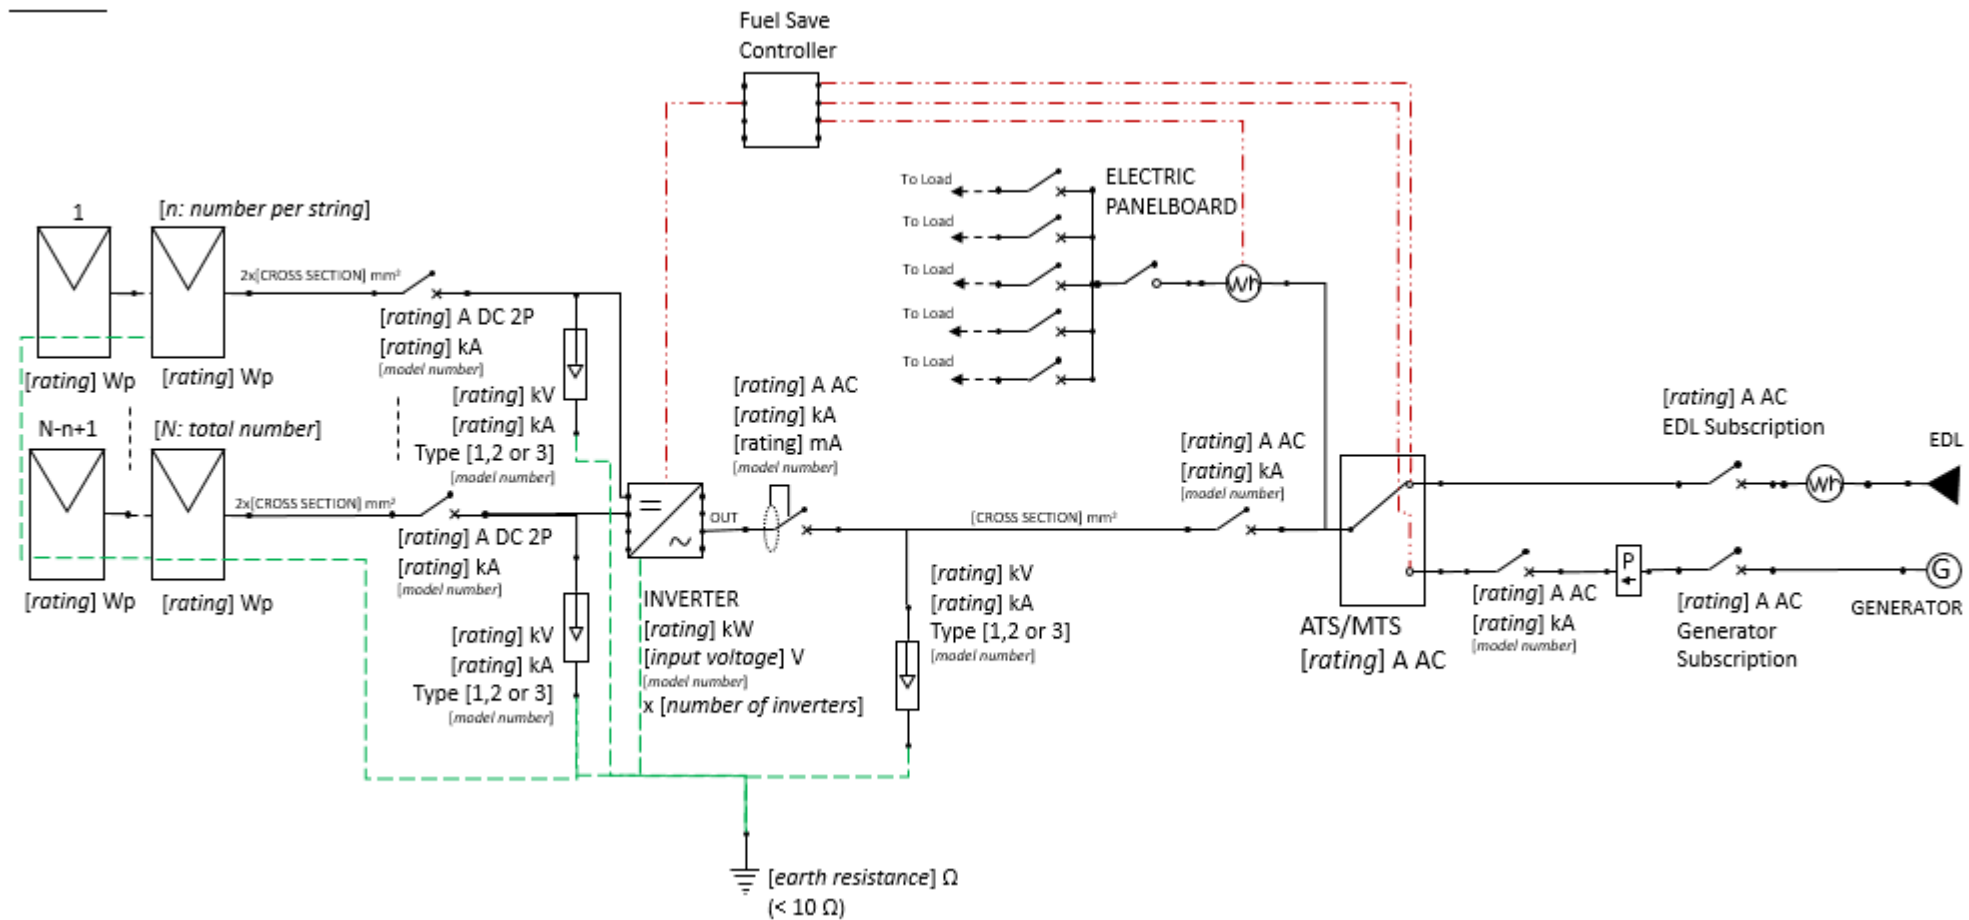 Fuel Save
Controller
To Load
To Load
To Load
To Load
To Load
ELECTRIC
PANELBOARD
Wh
1
[n: number per string]
2x[CROSS SECTION] mm²
[rating] A DC 2P
[rating] kA
[model number]
[rating] Wp
[rating] Wp
[rating] kV
[rating] kA
Type [1,2 or 3]
[model number]
N-n+1
[N: total number]
2x[CROSS SECTION] mm²
[rating] A DC 2P
[rating] kA
[model number]
[rating] Wp
[rating] Wp
[rating] kV
[rating] kA
Type [1,2 or 3]
[model number]
=
~
OUT
INVERTER
[rating] kW
[input voltage] V
[model number]
x [number of inverters]
[rating] A AC
[rating] kA
[rating] mA
[model number]
[CROSS SECTION] mm²
[rating] kV
[rating] kA
Type [1,2 or 3]
[model number]
[rating] A AC
[rating] kA
[model number]
ATS/MTS
[rating] A AC
[rating] A AC
EDL Subscription
Wh
EDL
[rating] A AC
[rating] kA
[model number]
P
[rating] A AC
Generator
Subscription
G
GENERATOR
[earth resistance] Ω
(< 10 Ω)